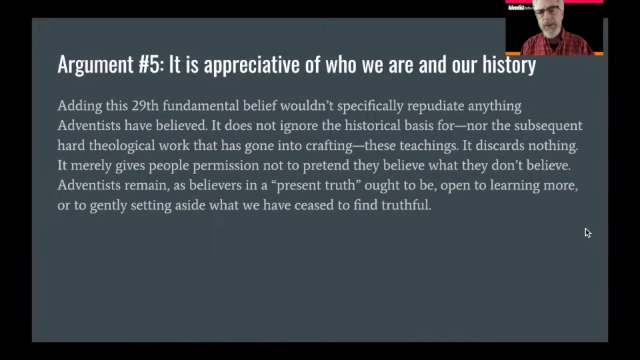 Adventist
Argument #5: It is appreciative of who we are and our history
Adding this 29th fundamental belief wouldn't specifically repudiate anything
Adventists have believed. It does not ignore the historical basis for—nor the subsequent
hard theological work that has gone into crafting—these teachings. It discards nothing.
It merely gives people permission not to pretend they believe what they don't believe.
Adventists remain, as believers in a "present truth" ought to be, open to learning more,
or to gently setting aside what we have ceased to find truthful.